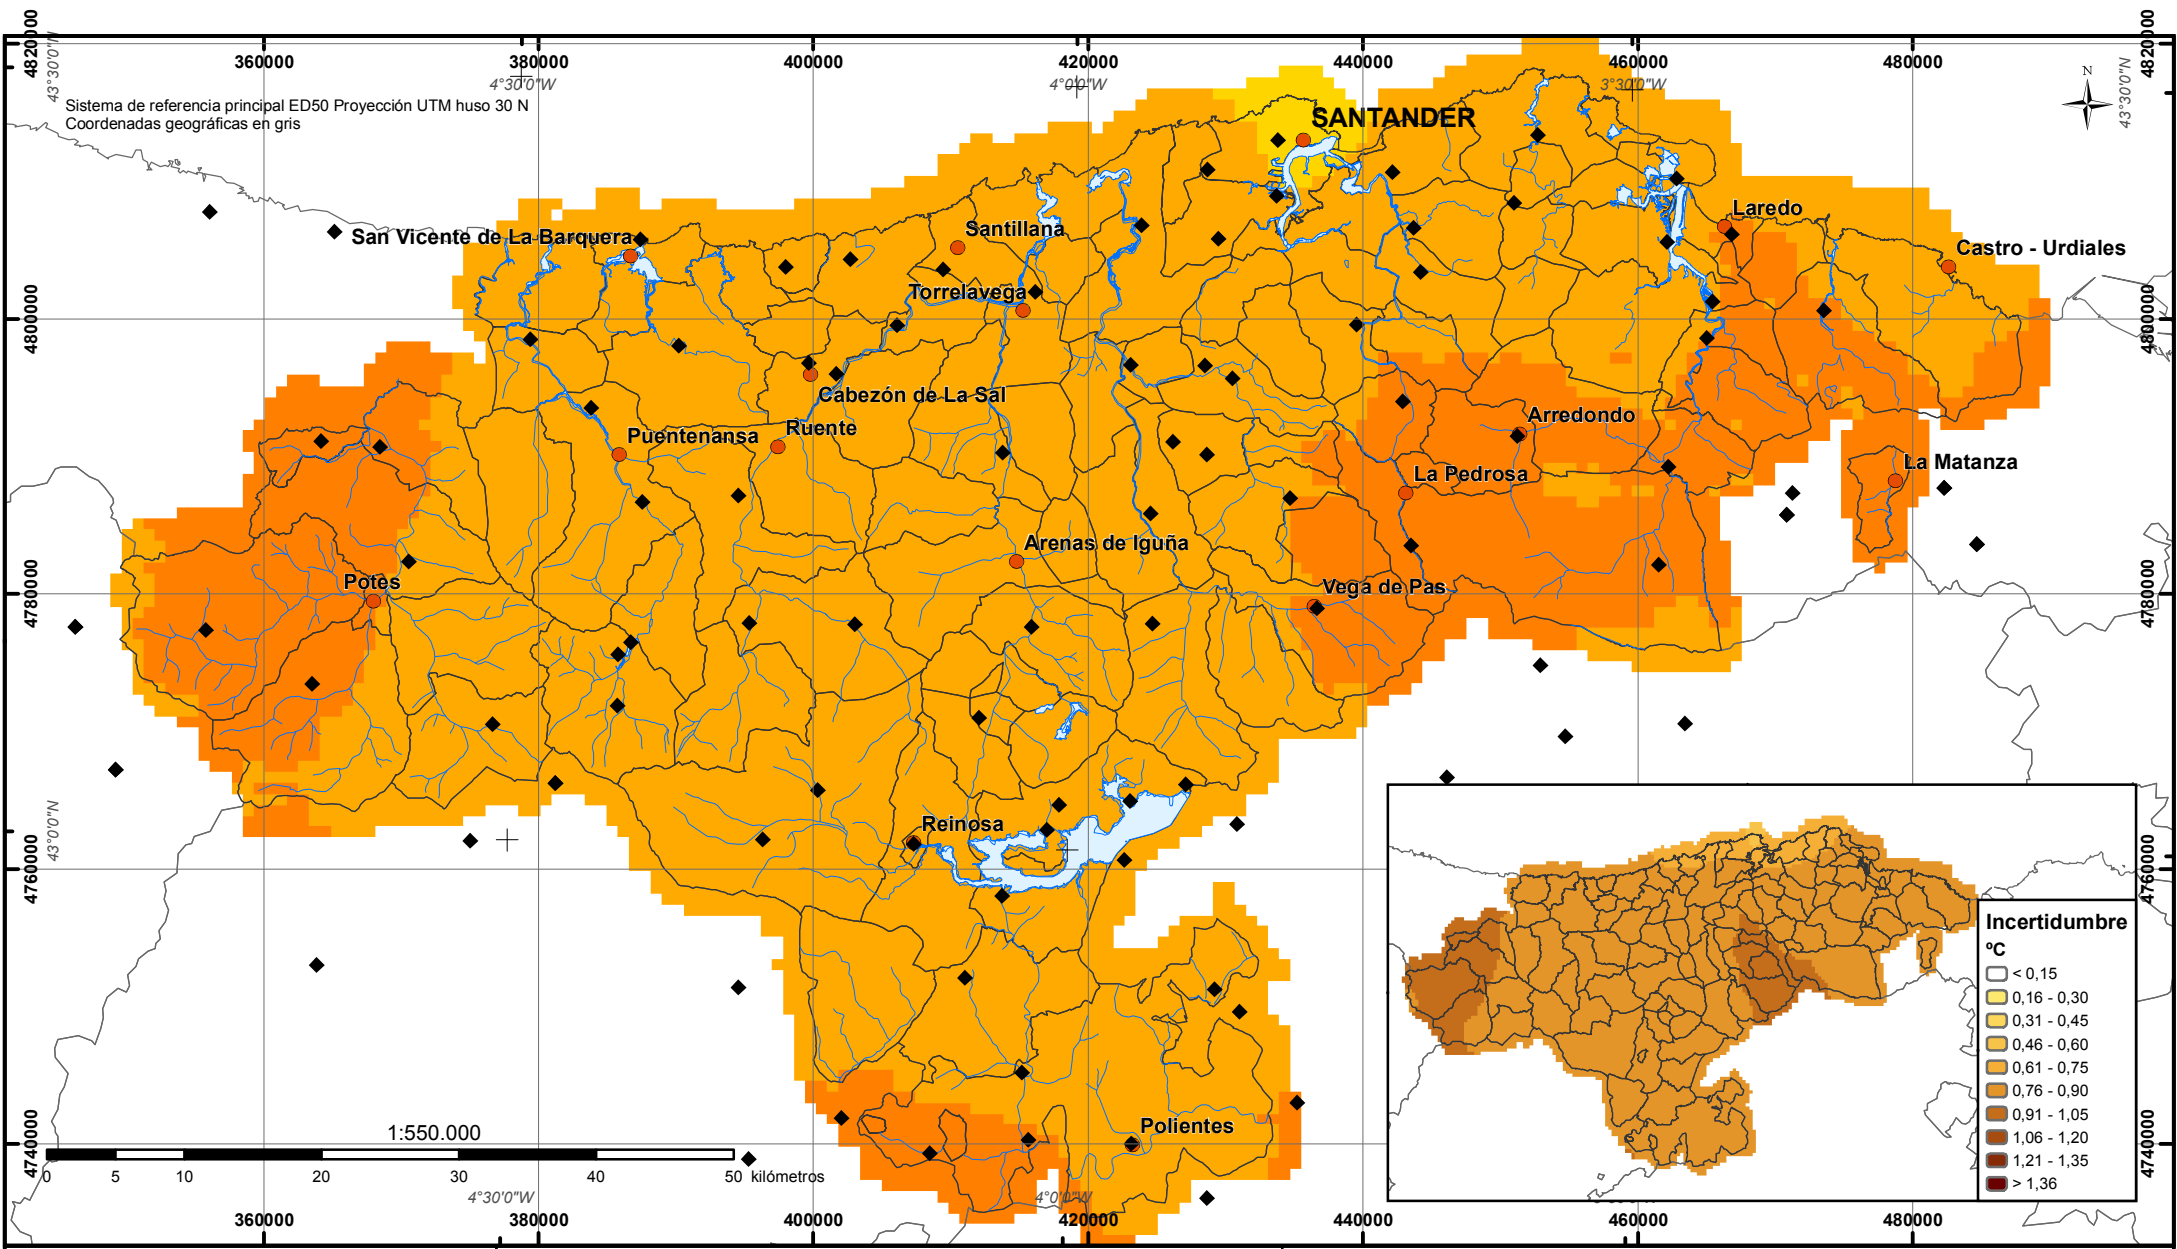 360000
380000
400000
420000
440000
460000
480000
4820000
4820000
43°30'0"N
4°30'0"W
4°0'0"W
3°30'0"W
43°30'0"N
N
Sistema de referencia principal ED50 Proyección UTM huso 30 N
Coordenadas geográficas en gris
SANTANDER
Laredo
Santillana
San Vicente de La Barquera
Castro - Urdiales
Torrelavega
4800000
4800000
Cabezón de La Sal
Arredondo
Ruente
Puentenansa
La Matanza
La Pedrosa
Arenas de Iguña
Potes
Vega de Pas
4780000
4780000
Reinosa
43°0'0"N
4760000
4760000
Incertidumbre
ºC
< 0,15
0,16 - 0,30
0,31 - 0,45
0,46 - 0,60
0,61 - 0,75
0,76 - 0,90
0,91 - 1,05
1,06 - 1,20
1,21 - 1,35
> 1,36
Polientes
1:550.000
4740000
4740000
0 5 10 20 30 40 50 kilómetros
4°30'0"W
4°0'0"W
360000
380000
400000
420000
440000
460000
480000